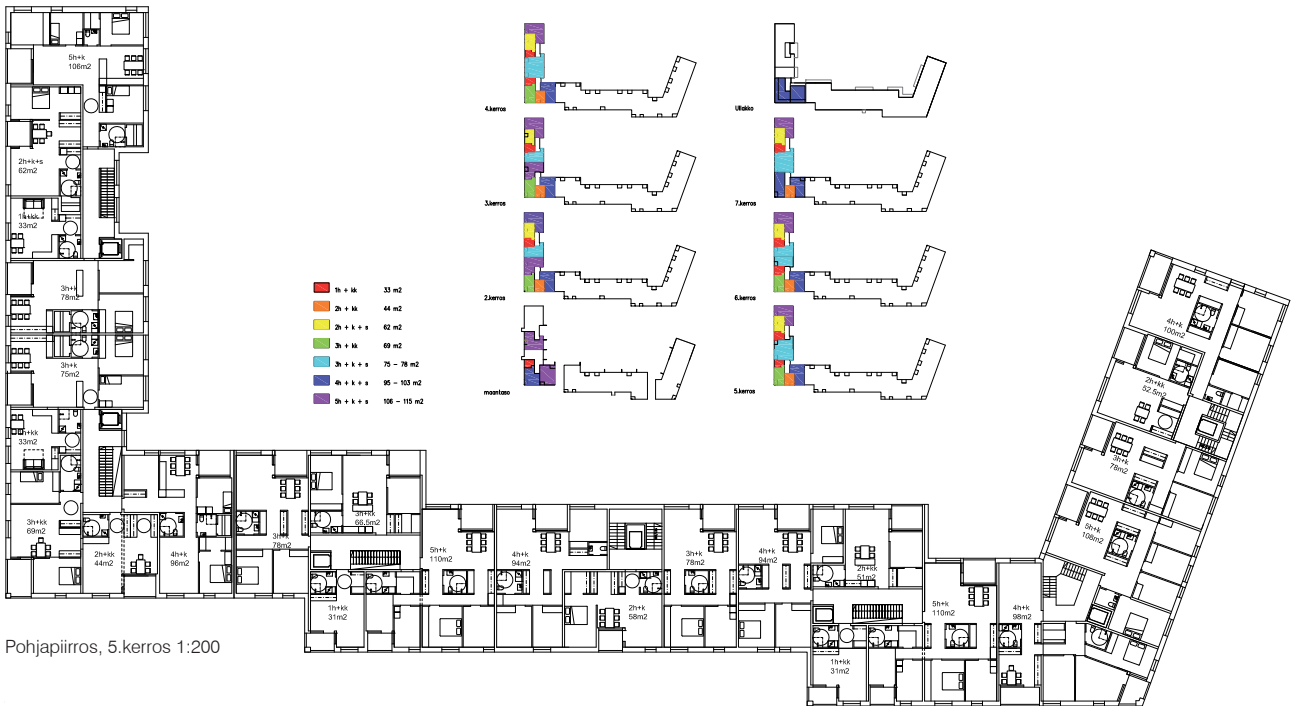 5h+k
106m2
2h+k+s
62m2
1h+kk
33m2
3h+k
78m2
3h+k
75m2
1h+kk
33m2
3h+kk
69m2
2h+kk
44m2
4h+k
96m2
3h+kk
78m2
3h+kk
66.5m2
1h+kk
31m2
5h+k
110m2
4h+k
94m2
2h+k
58m2
3h+k
78m2
4h+k
94m2
2h+kk
51m2
1h+kk
31m2
5h+k
110m2
4h+k
98m2
4h+k
100m2
2h+kk
52.5m2
3h+k
78m2
5h+k
108m2
4.kerros
3.kerros
2.kerros
maantaso
Ullakko
7.kerros
6.kerros
5.kerros
1h + kk 33 m2
2h + kk 44 m2
2h + k + s 62 m2
3h + kk 69 m2
3h + k + s 75 – 78 m2
4h + k + s 95 – 103 m2
5h + k + s 106 – 115 m2
Pohjapiirros, 5.kerros 1:200